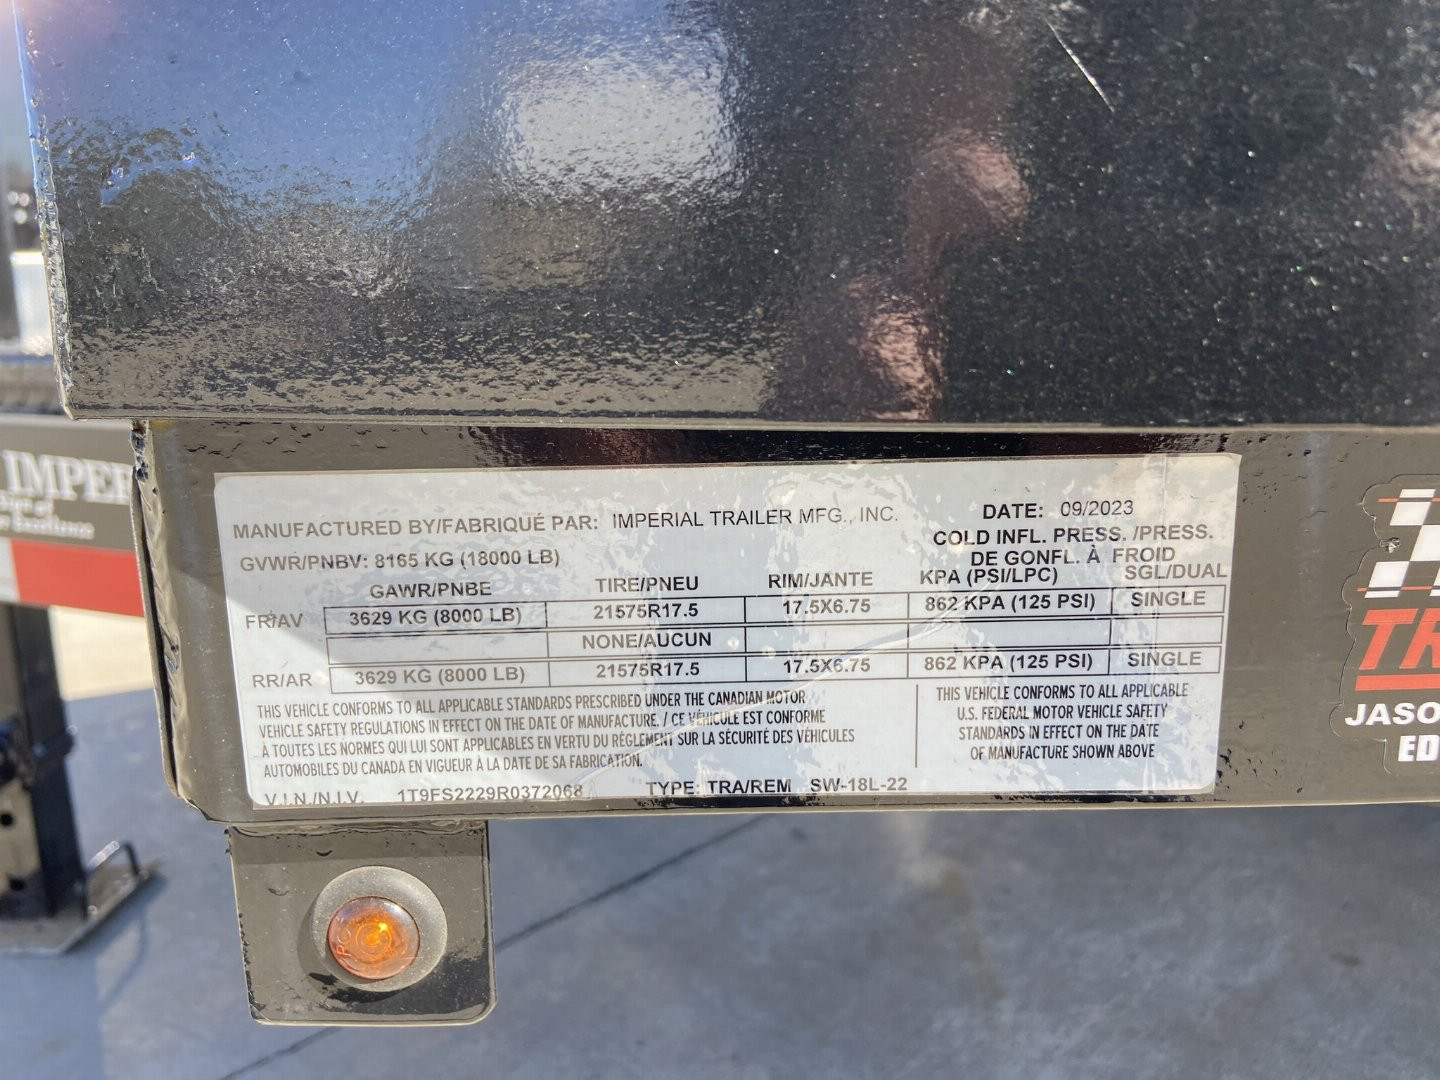 IMPER
Excellence
MANUFACTURED BY/FABRIQUÉ PAR: IMPERIAL TRAILER MFG., INC.
DATE: 09/2023
GVWR/PNBV: 8165 KG (18000 LB)
COLD INFL. PRESS. /PRESS.
DE GONFL. À FROID
GAWR/PNBE TIRE/PNEU RIM/JANTE KPA (PSI/LPC) SGL/DUAL
FR/AV 3629 KG (8000 LB) 21575R17.5 17.5X6.75 862 KPA (125 PSI) SINGLE
NONE/AUCUN
RR/AR 3629 KG (8000 LB) 21575R17.5 17.5X6.75 862 KPA (125 PSI) SINGLE
THIS VEHICLE CONFORMS TO ALL APPLICABLE STANDARDS PRESCRIBED UNDER THE CANADIAN MOTOR
VEHICLE SAFETY REGULATIONS IN EFFECT ON THE DATE OF MANUFACTURE. / CE VÉHICULE EST CONFORME
À TOUTES LES NORMES QUI LUI SONT APPLICABLES EN VERTU DU RÈGLEMENT SUR LA SÉCURITÉ DES VÉHICULES
AUTOMOBILES DU CANADA EN VIGUEUR À LA DATE DE SA FABRICATION.
THIS VEHICLE CONFORMS TO ALL APPLICABLE
U.S. FEDERAL MOTOR VEHICLE SAFETY
STANDARDS IN EFFECT ON THE DATE
OF MANUFACTURE SHOWN ABOVE
V.I.N./N.I.V. 1T9FS2229R0372068 TYPE: TRA/REM SW-18L-22
TR
JASO
ED